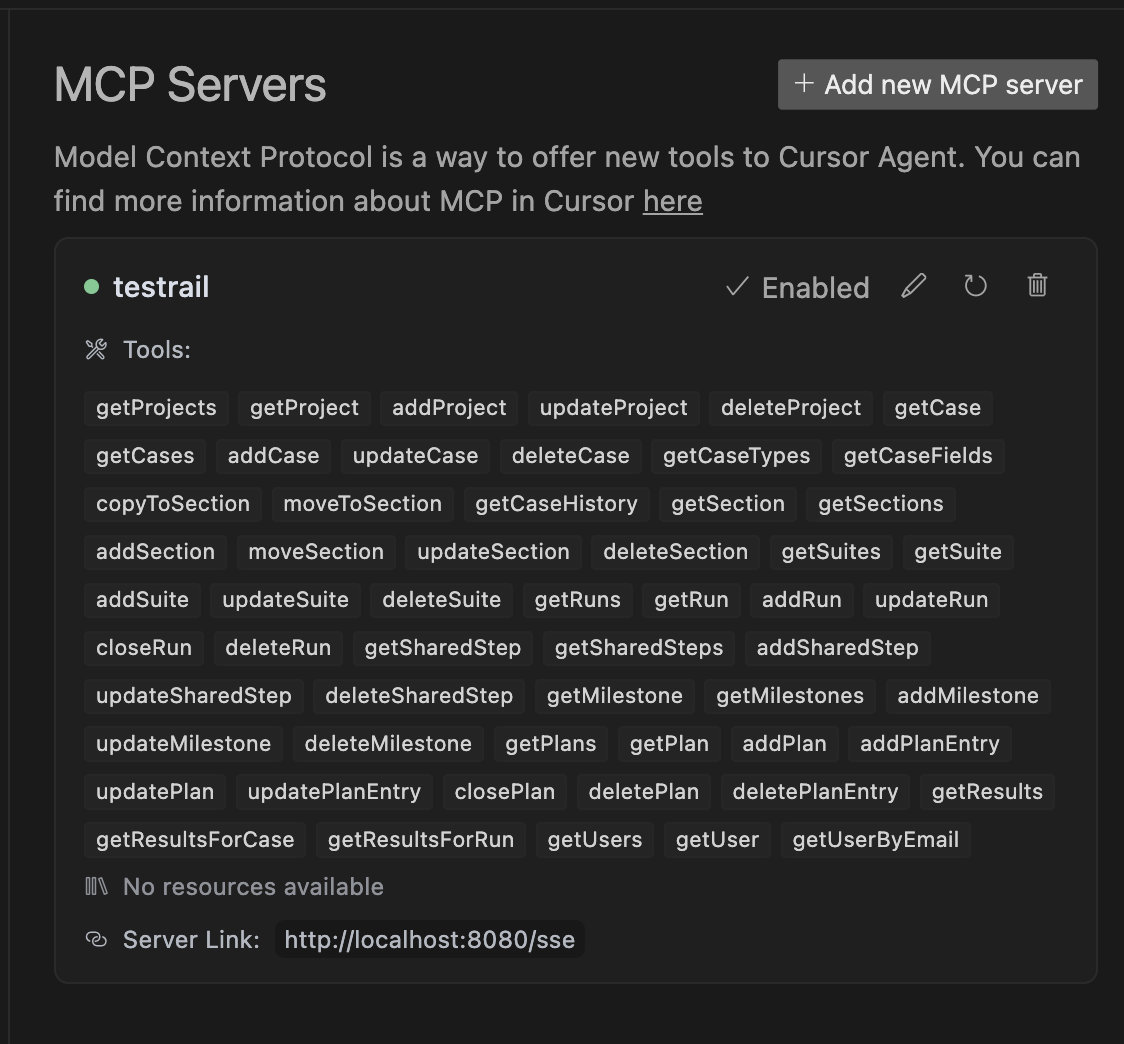 MCP Servers
+ Add new MCP server
Model Context Protocol is a way to offer new tools to Cursor Agent. You can
find more information about MCP in Cursor here
testrail
Enabled
Tools:
getProjects getProject addProject updateProject deleteProject getCase
getCases addCase updateCase deleteCase getCaseTypes getCaseFields
copyToSection moveToSection getCaseHistory getSection getSections
addSection moveSection updateSection deleteSection getSuites getSuite
addSuite updateSuite deleteSuite getRuns getRun addRun updateRun
closeRun deleteRun getSharedStep getSharedSteps addSharedStep
updateSharedStep deleteSharedStep getMilestone getMilestones addMilestone
updateMilestone deleteMilestone getPlans getPlan addPlan addPlanEntry
updatePlan updatePlanEntry closePlan deletePlan deletePlanEntry getResults
getResultsForCase getResultsForRun getUsers getUser getUserByEmail
No resources available
Server Link: http://localhost:8080/sse